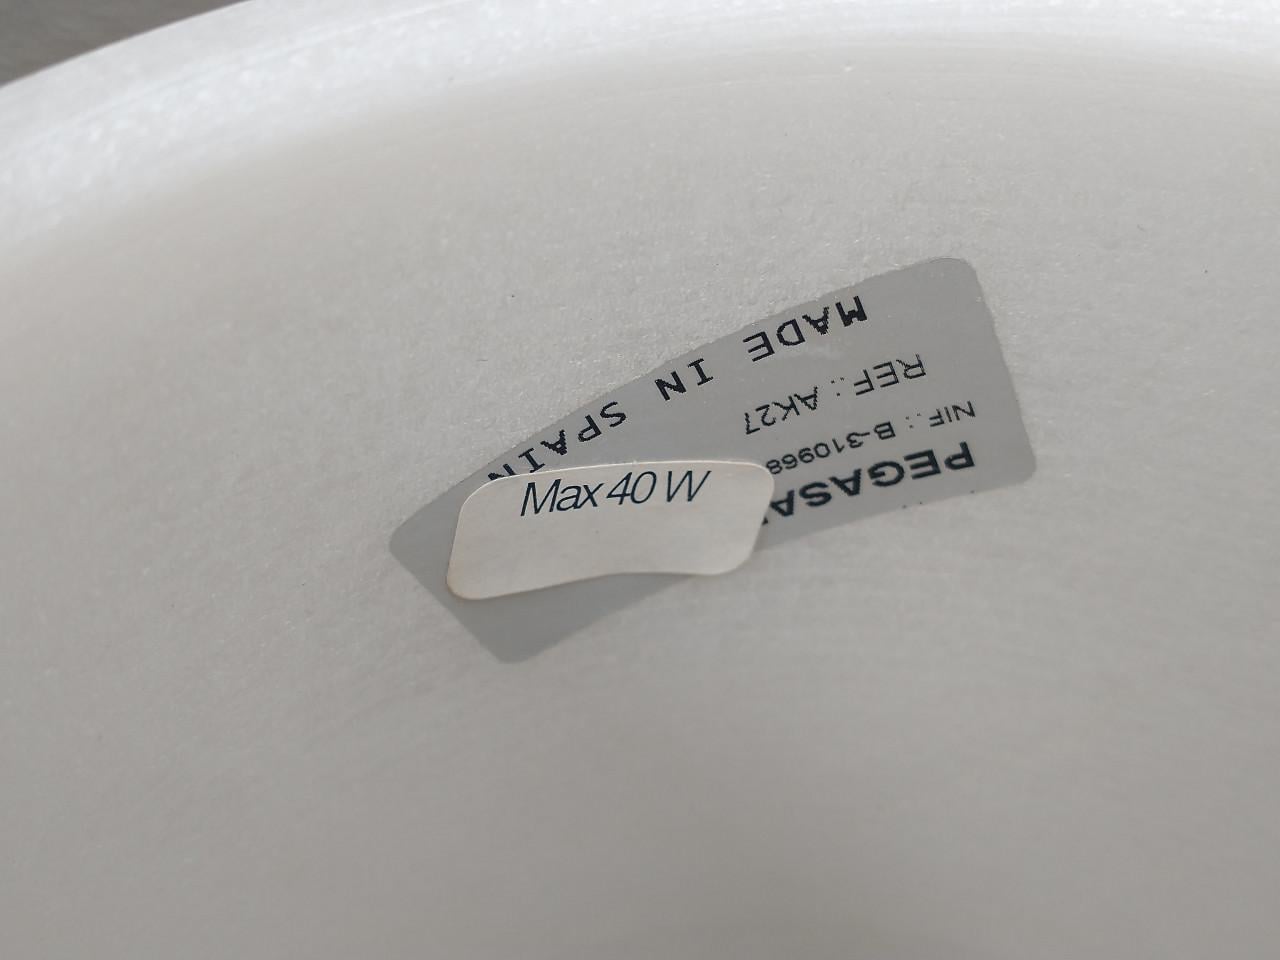 PEGASA
NIF.: B-310968
REF.: AK27
MADE IN SPAIN
Max 40 W